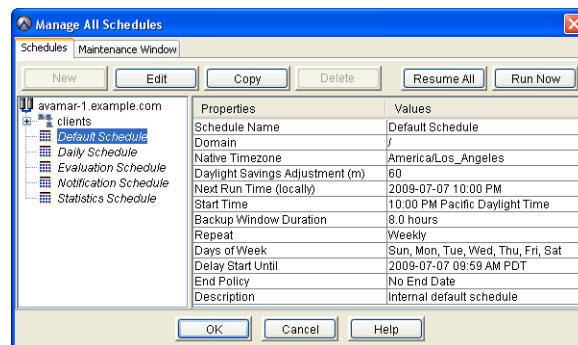 Manage All Schedules
Schedules Maintenance Window
New Edit Copy Delete Resume All Run Now
avamar-1.example.com
clients
Default Schedule
Daily Schedule
Evaluation Schedule
Notification Schedule
Statistics Schedule
Properties Values
Schedule Name Default Schedule
Domain /
Native Timezone America/Los_Angeles
Daylight Savings Adjustment (m) 60
Next Run Time (locally) 2009-07-07 10:00 PM
Start Time 10:00 PM Pacific Daylight Time
Backup Window Duration 8.0 hours
Repeat Weekly
Days of Week Sun, Mon, Tue, Wed, Thu, Fri, Sat
Delay Start Until 2009-07-07 09:59 AM PDT
End Policy No End Date
Description Internal default schedule
OK Cancel Help